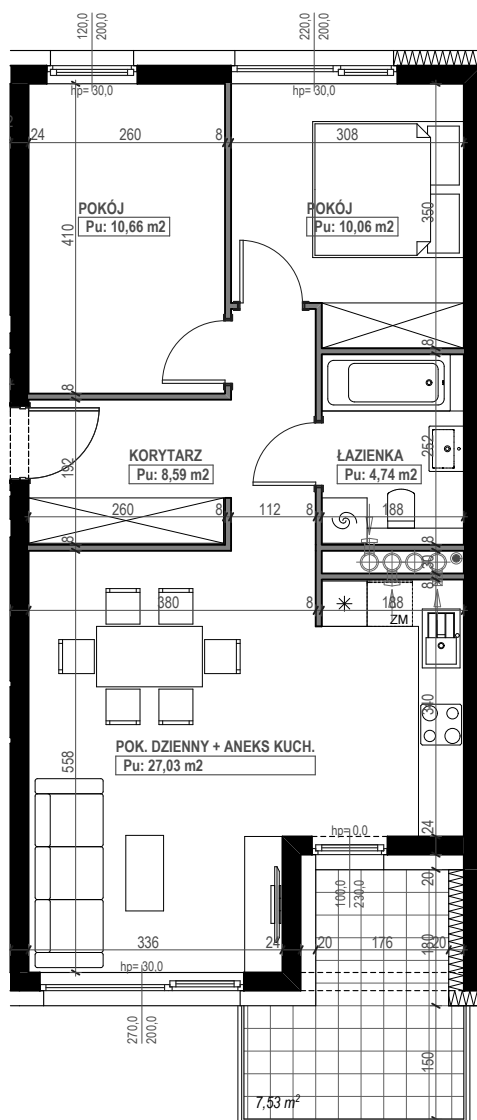 120,0
200,0
220,0
200,0
hp= 30,0
hp= 30,0
24
260
8
308
POKÓJ
Pu: 10,66 m2
POKÓJ
Pu: 10,06 m2
410
350
8
8
KORYTARZ
Pu: 8,59 m2
ŁAZIENKA
Pu: 4,74 m2
192
252
260
8
112
8
188
8
8
30
8
380
8
188
ZM
340
POK. DZIENNY + ANEKS KUCH.
Pu: 27,03 m2
558
hp= 0,0
24
20
100,0
230,0
336
24
20
176
20
180
hp= 30,0
270,0
200,0
150
7,53 m²